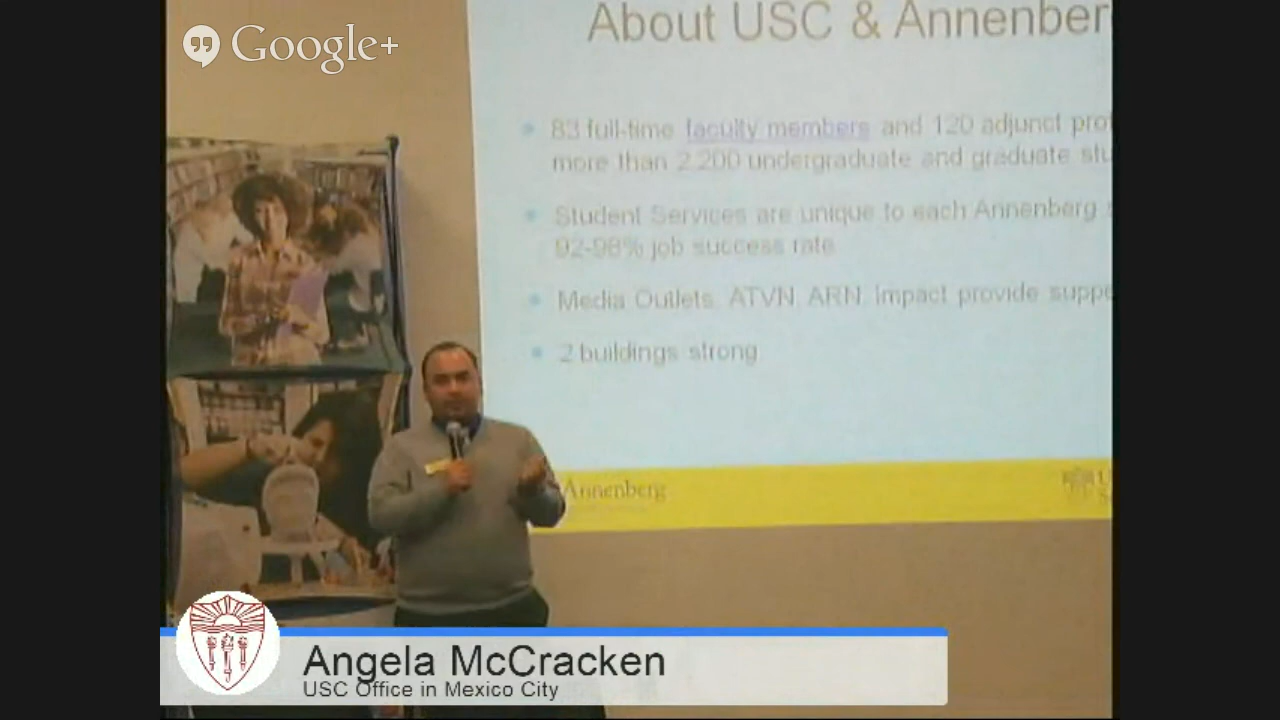 Google+
About USC & Annenber
83 full-time faculty members and 120 adjunct prof
more than 2,200 undergraduate and graduate stu
Student Services are unique to each Annenberg
92-98% job success rate
Media Outlets, ATVN, ARN, Impact provide suppo
2 buildings strong
Annenberg
Angela McCracken
USC Office in Mexico City